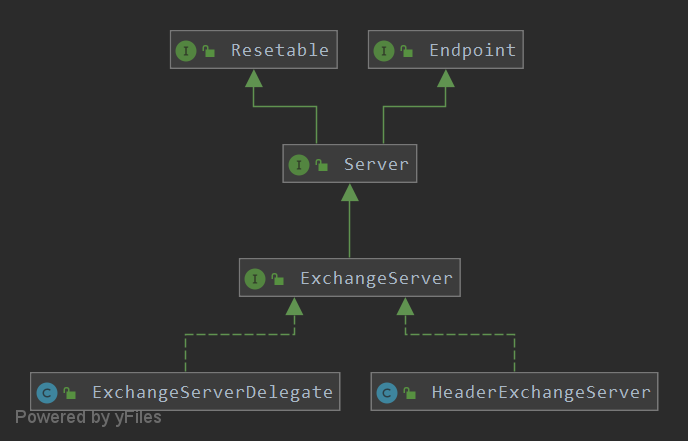 I Resetable
I Endpoint
I Server
I ExchangeServer
C ExchangeServerDelegate
C HeaderExchangeServer
Powered by yFiles